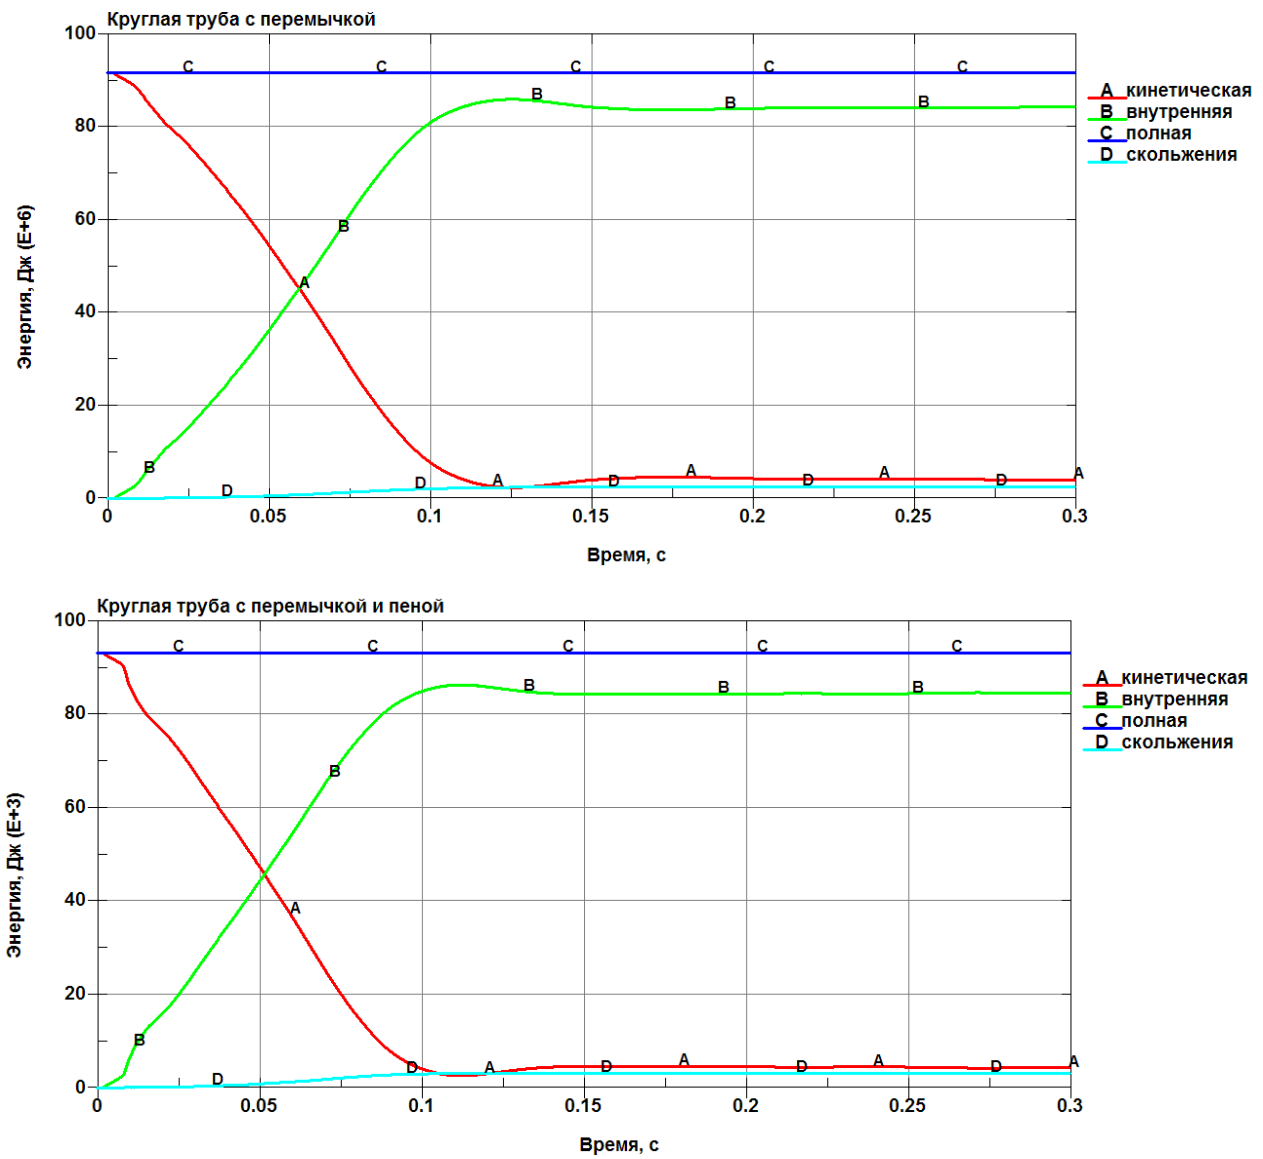 Круглая труба с перемычкой
100
80
60
40
20
0
Энергия, Дж (E+6)
C C C C C
B B B B B
A A A A A
D D D D D
0 0.05 0.1 0.15 0.2 0.25 0.3
Время, с
A кинетическая
B внутренняя
C полная
D скольжения
Круглая труба с перемычкой и пеной
100
80
60
40
20
0
Энергия, Дж (E+3)
C C C C C
B B B B B
A A A A A
D D D D D
0 0.05 0.1 0.15 0.2 0.25 0.3
Время, с
A кинетическая
B внутренняя
C полная
D скольжения